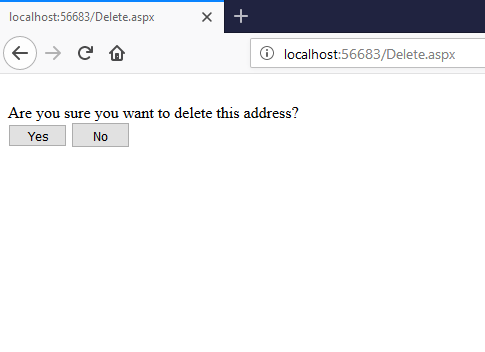 localhost:56683/Delete.aspx
localhost:56683/Delete.aspx
Are you sure you want to delete this address?
Yes No